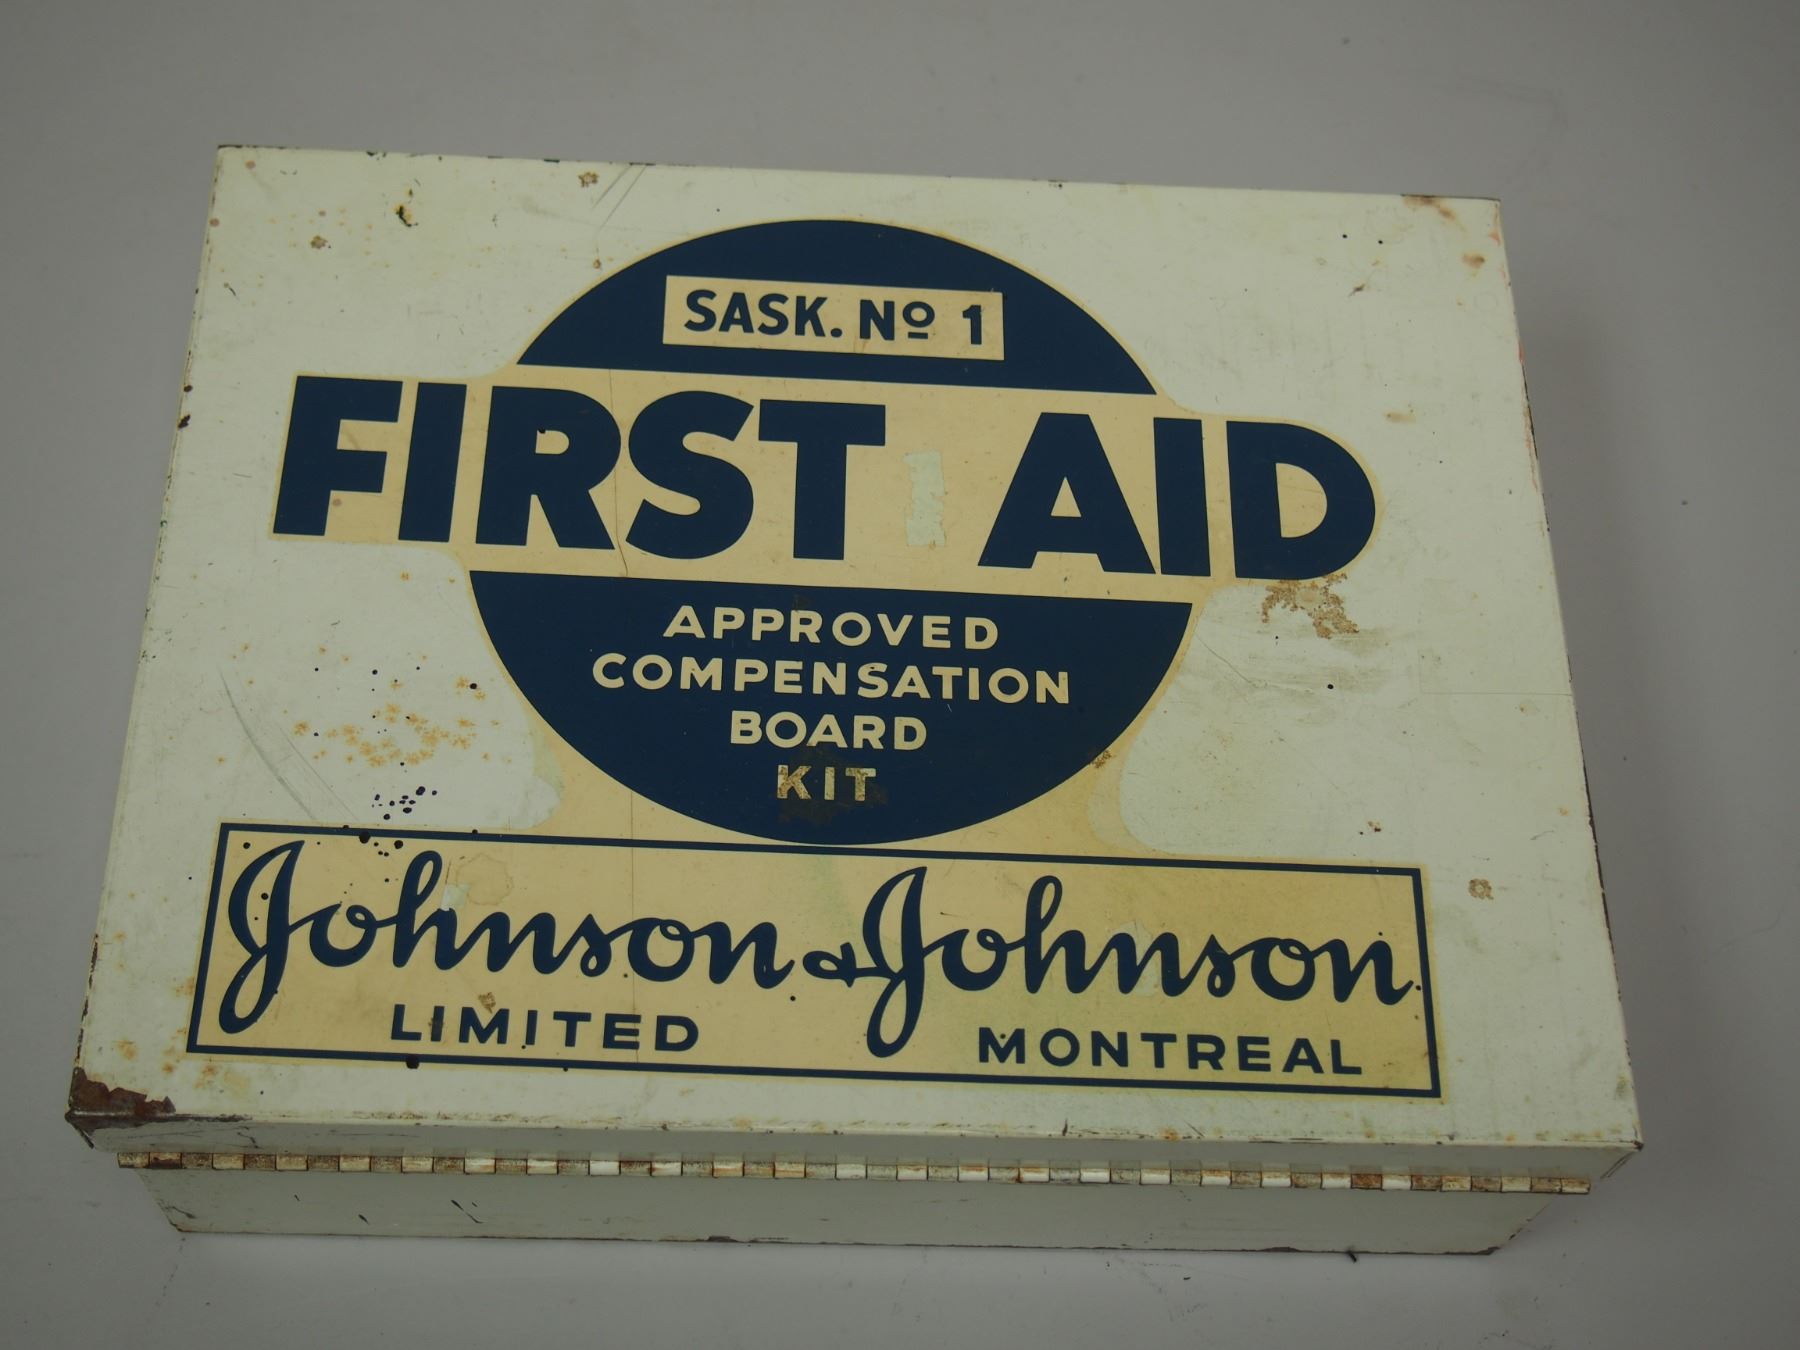 SASK. Nº 1
FIRST AID
APPROVED
COMPENSATION
BOARD
KIT
Johnson & Johnson
LIMITED MONTREAL